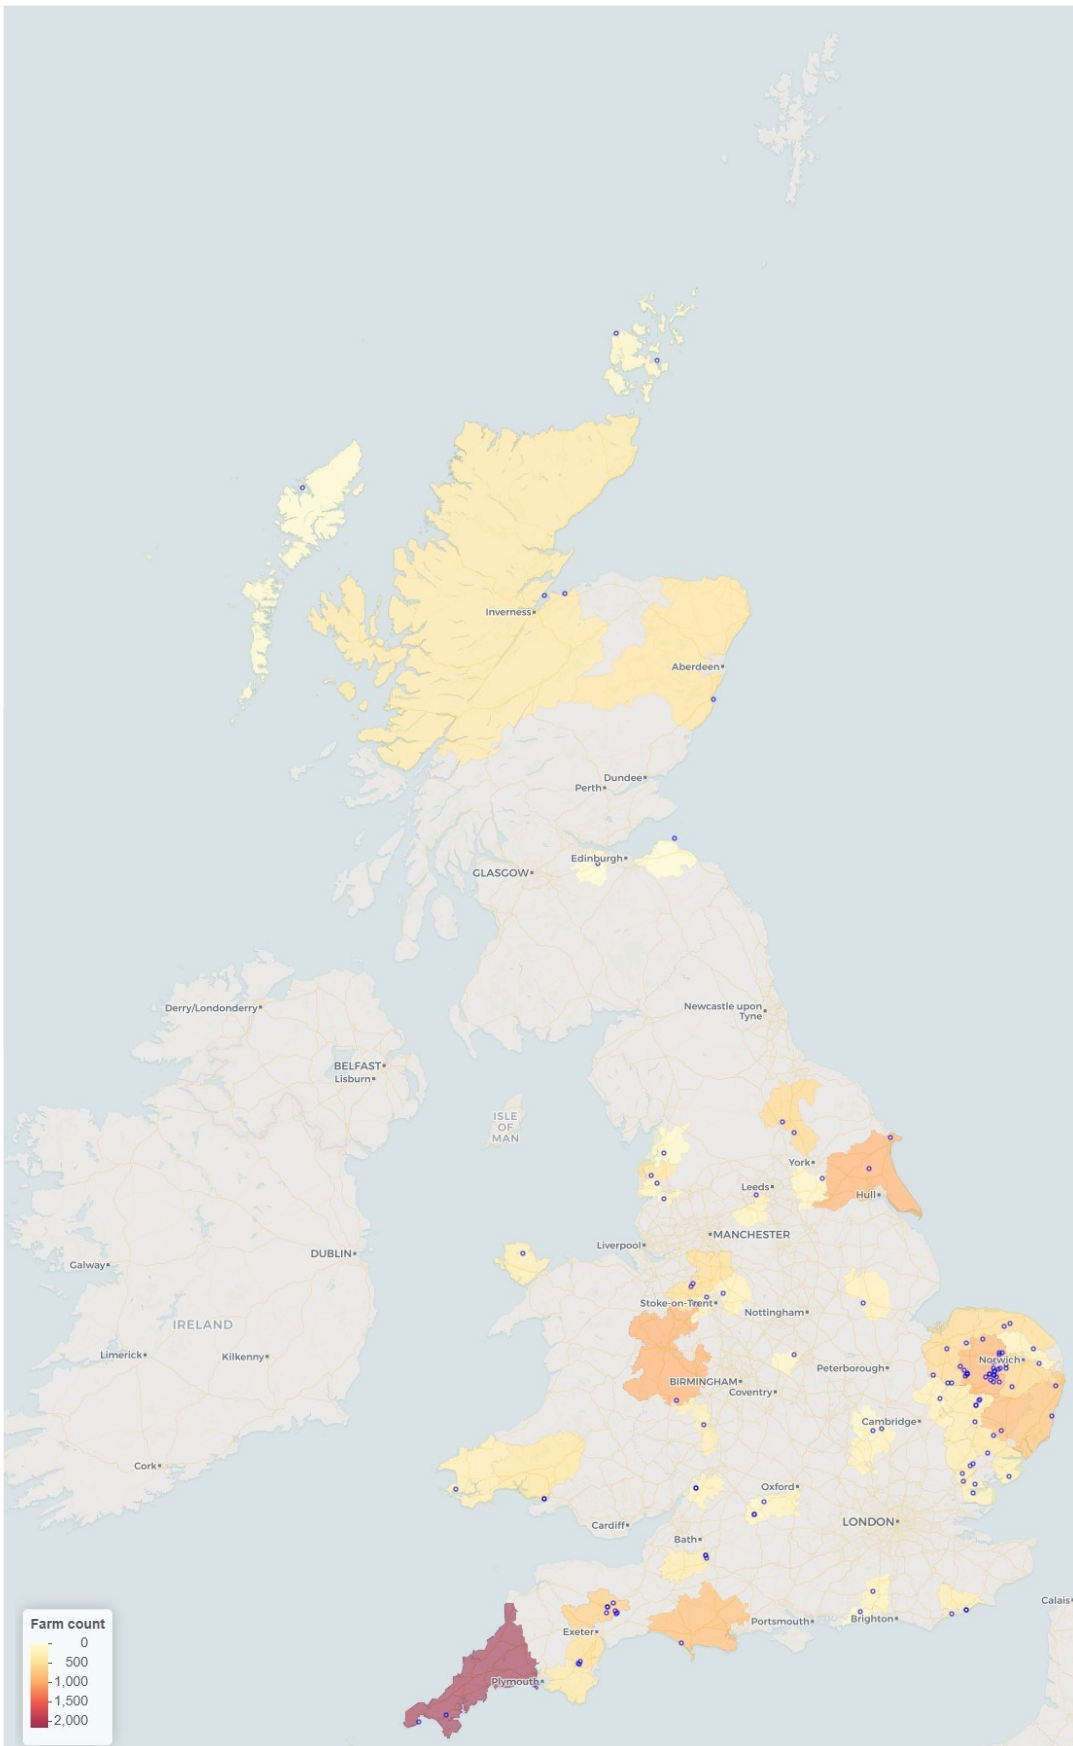 Inverness
Aberdeen
Dundee
Perth
Edinburgh
GLASGOW
Derry/Londonderry
Newcastle upon
Tyne
BELFAST
Lisburn
ISLE
OF
MAN
York
Leeds
Hull
MANCHESTER
Liverpool
DUBLIN
Galway
Stoke-on-Trent
Nottingham
IRELAND
Limerick
Kilkenny
Norwich
Peterborough
BIRMINGHAM
Coventry
Cambridge
Cork
Oxford
LONDON
Cardiff
Bath
Calais
Portsmouth
Brighton
Exeter
Plymouth
Farm count
0
500
1,000
1,500
2,000